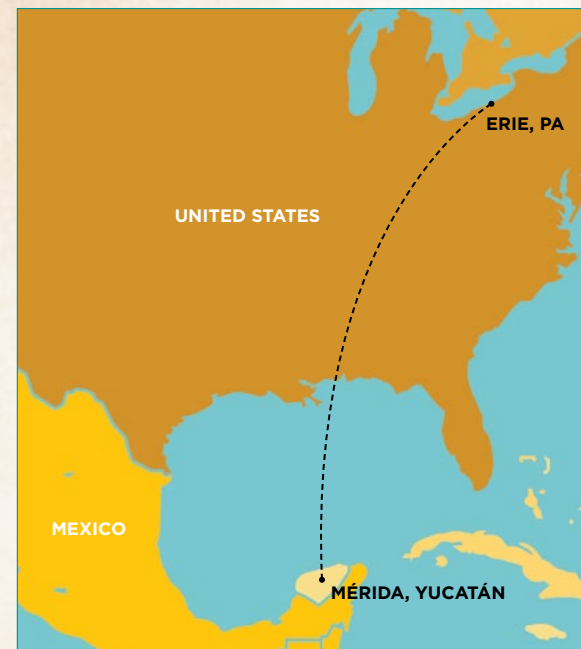 ERIE, PA
UNITED STATES
MEXICO
MÉRIDA, YUCATÁN